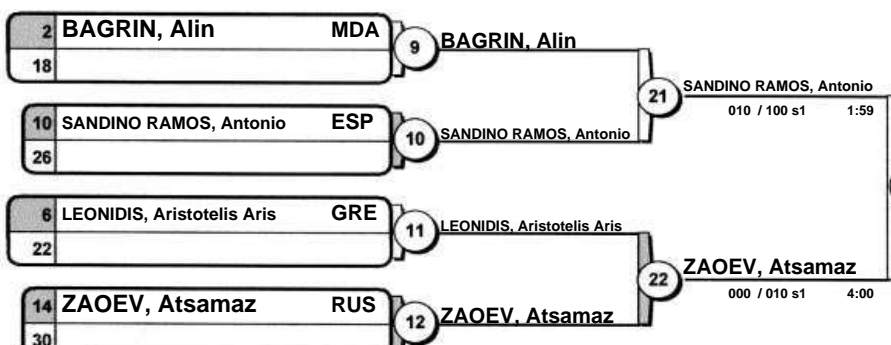 2 BAGRIN, Alin MDA
18
9
BAGRIN, Alin
10 SANDINO RAMOS, Antonio ESP
26
10
SANDINO RAMOS, Antonio
21
SANDINO RAMOS, Antonio
010 / 100 s1 1:59
6 LEONIDIS, Aristotelis Aris GRE
22
11
LEONIDIS, Aristotelis Aris
14 ZAOEV, Atsamaz RUS
30
12
ZAOEV, Atsamaz
22
ZAOEV, Atsamaz
000 / 010 s1 4:00